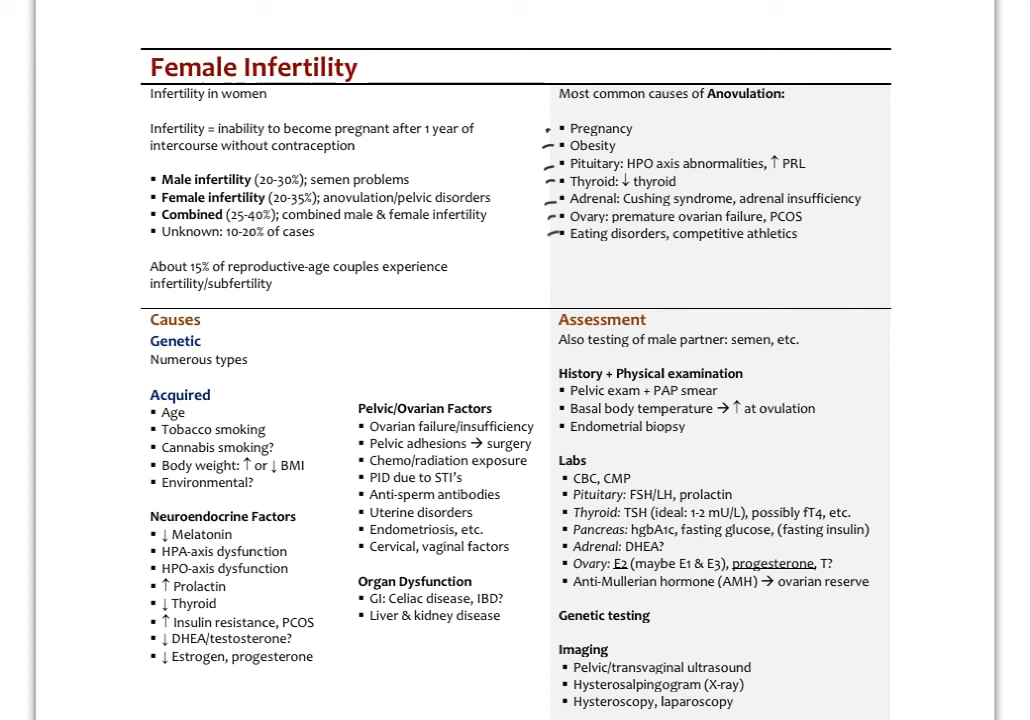 Female Infertility
Infertility in women
Infertility = inability to become pregnant after 1 year of
intercourse without contraception
▪ Male infertility (20-30%); semen problems
▪ Female infertility (20-35%); anovulation/pelvic disorders
▪ Combined (25-40%); combined male & female infertility
▪ Unknown: 10-20% of cases
About 15% of reproductive-age couples experience
infertility/subfertility
Most common causes of Anovulation:
▪ Pregnancy
▪ Obesity
▪ Pituitary: HPO axis abnormalities, ↑ PRL
▪ Thyroid: ↓ thyroid
▪ Adrenal: Cushing syndrome, adrenal insufficiency
▪ Ovary: premature ovarian failure, PCOS
▪ Eating disorders, competitive athletics
Causes
Genetic
Numerous types
Acquired
▪ Age
▪ Tobacco smoking
▪ Cannabis smoking?
▪ Body weight: ↑ or ↓ BMI
▪ Environmental?
Neuroendocrine Factors
▪ ↓ Melatonin
▪ HPA-axis dysfunction
▪ HPO-axis dysfunction
▪ ↑ Prolactin
▪ ↓ Thyroid
▪ ↑ Insulin resistance, PCOS
▪ ↓ DHEA/testosterone?
▪ ↓ Estrogen, progesterone
Pelvic/Ovarian Factors
▪ Ovarian failure/insufficiency
▪ Pelvic adhesions → surgery
▪ Chemo/radiation exposure
▪ PID due to STI's
▪ Anti-sperm antibodies
▪ Uterine disorders
▪ Endometriosis, etc.
▪ Cervical, vaginal factors
Organ Dysfunction
▪ GI: Celiac disease, IBD?
▪ Liver & kidney disease
Assessment
Also testing of male partner: semen, etc.
History + Physical examination
▪ Pelvic exam + PAP smear
▪ Basal body temperature → ↑ at ovulation
▪ Endometrial biopsy
Labs
▪ CBC, CMP
▪ Pituitary: FSH/LH, prolactin
▪ Thyroid: TSH (ideal: 1-2 mU/L), possibly fT4, etc.
▪ Pancreas: hgbA1c, fasting glucose, (fasting insulin)
▪ Adrenal: DHEA?
▪ Ovary: E2 (maybe E1 & E3), progesterone, T?
▪ Anti-Mullerian hormone (AMH) → ovarian reserve
Genetic testing
Imaging
▪ Pelvic/transvaginal ultrasound
▪ Hysterosalpingogram (X-ray)
▪ Hysteroscopy, laparoscopy